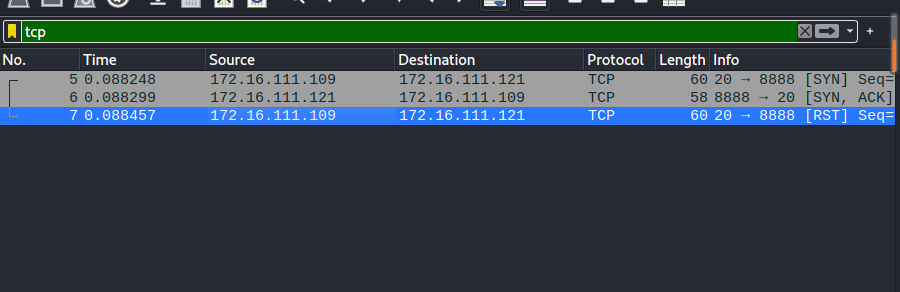 tcp
+
No. Time Source Destination Protocol Length Info
5 0.088248 172.16.111.109 172.16.111.121 TCP 60 20 → 8888 [SYN] Seq=
6 0.088299 172.16.111.121 172.16.111.109 TCP 58 8888 → 20 [SYN, ACK]
7 0.088457 172.16.111.109 172.16.111.121 TCP 60 20 → 8888 [RST] Seq=